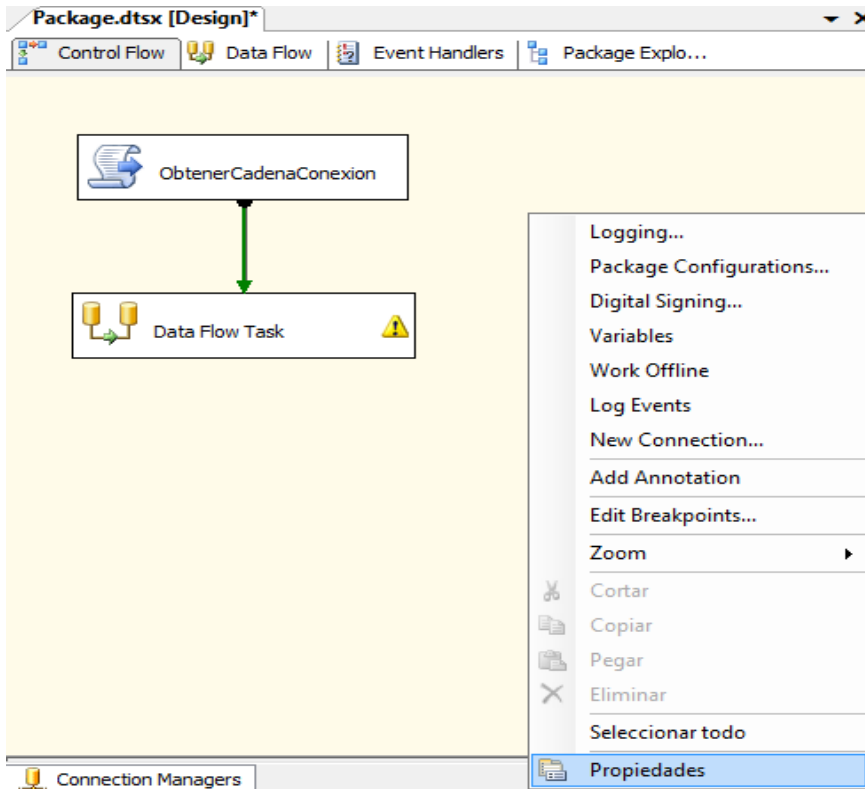 Package.dtsx [Design]*
Control Flow
Data Flow
Event Handlers
Package Explo...
ObtenerCadenaConexion
Data Flow Task
Logging...
Package Configurations...
Digital Signing...
Variables
Work Offline
Log Events
New Connection...
Add Annotation
Edit Breakpoints...
Zoom
Cortar
Copiar
Pegar
Eliminar
Seleccionar todo
Propiedades
Connection Managers